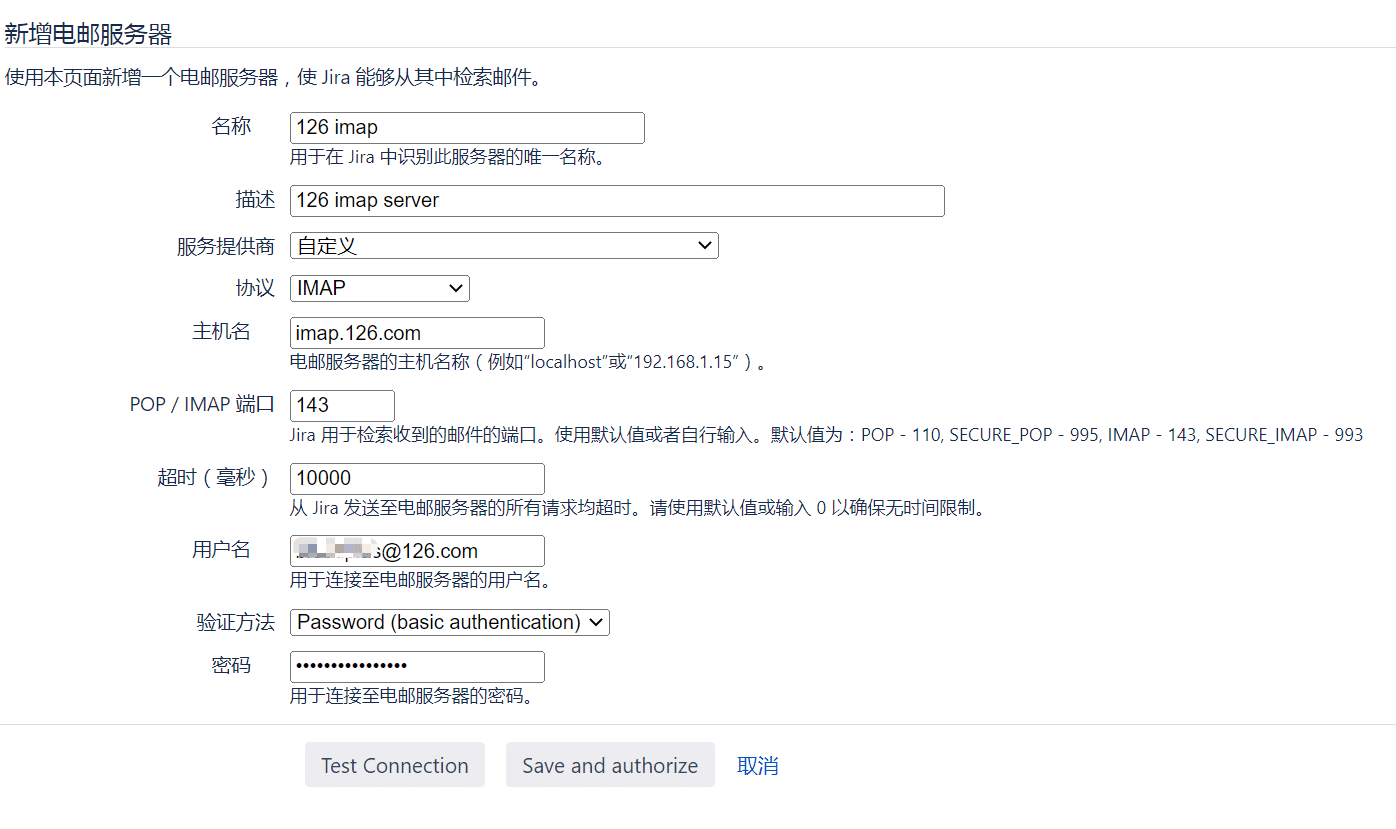 新增电邮服务器
使用本页面新增一个电邮服务器，使 Jira 能够从其中检索邮件。
名称 126 imap
用于在 Jira 中识别此服务器的唯一名称。
描述 126 imap server
服务提供商 自定义
协议 IMAP
主机名 imap.126.com
电邮服务器的主机名称（例如“localhost”或“192.168.1.15”）。
POP / IMAP 端口 143
Jira 用于检索收到的邮件的端口。使用默认值或者自行输入。默认值为：POP - 110, SECURE_POP - 995, IMAP - 143, SECURE_IMAP - 993
超时（毫秒） 10000
从 Jira 发送至电邮服务器的所有请求均超时。请使用默认值或输入 0 以确保无时间限制。
用户名 s@126.com
用于连接至电邮服务器的用户名。
验证方法 Password (basic authentication)
密码 ••••••••••••••••
用于连接至电邮服务器的密码。
Test Connection Save and authorize 取消